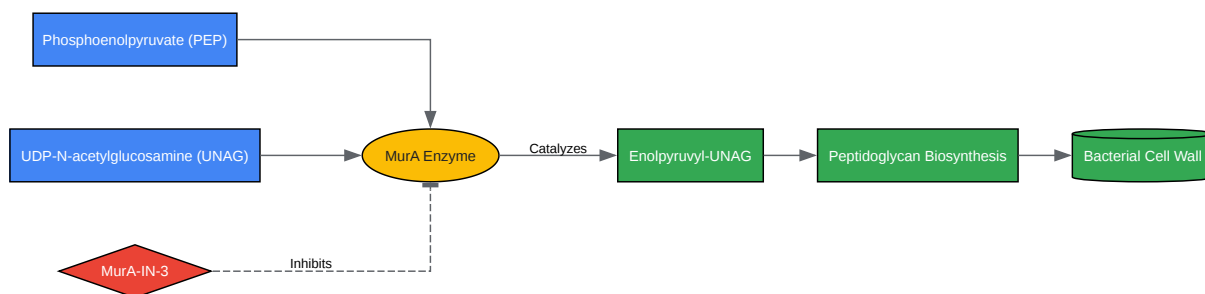 Phosphoenolpyruvate (PEP)
UDP-N-acetylglucosamine (UNAG)
MurA Enzyme
Catalyzes
Enolpyruvyl-UNAG
Peptidoglycan Biosynthesis
Bacterial Cell Wall
MurA-IN-3
Inhibits